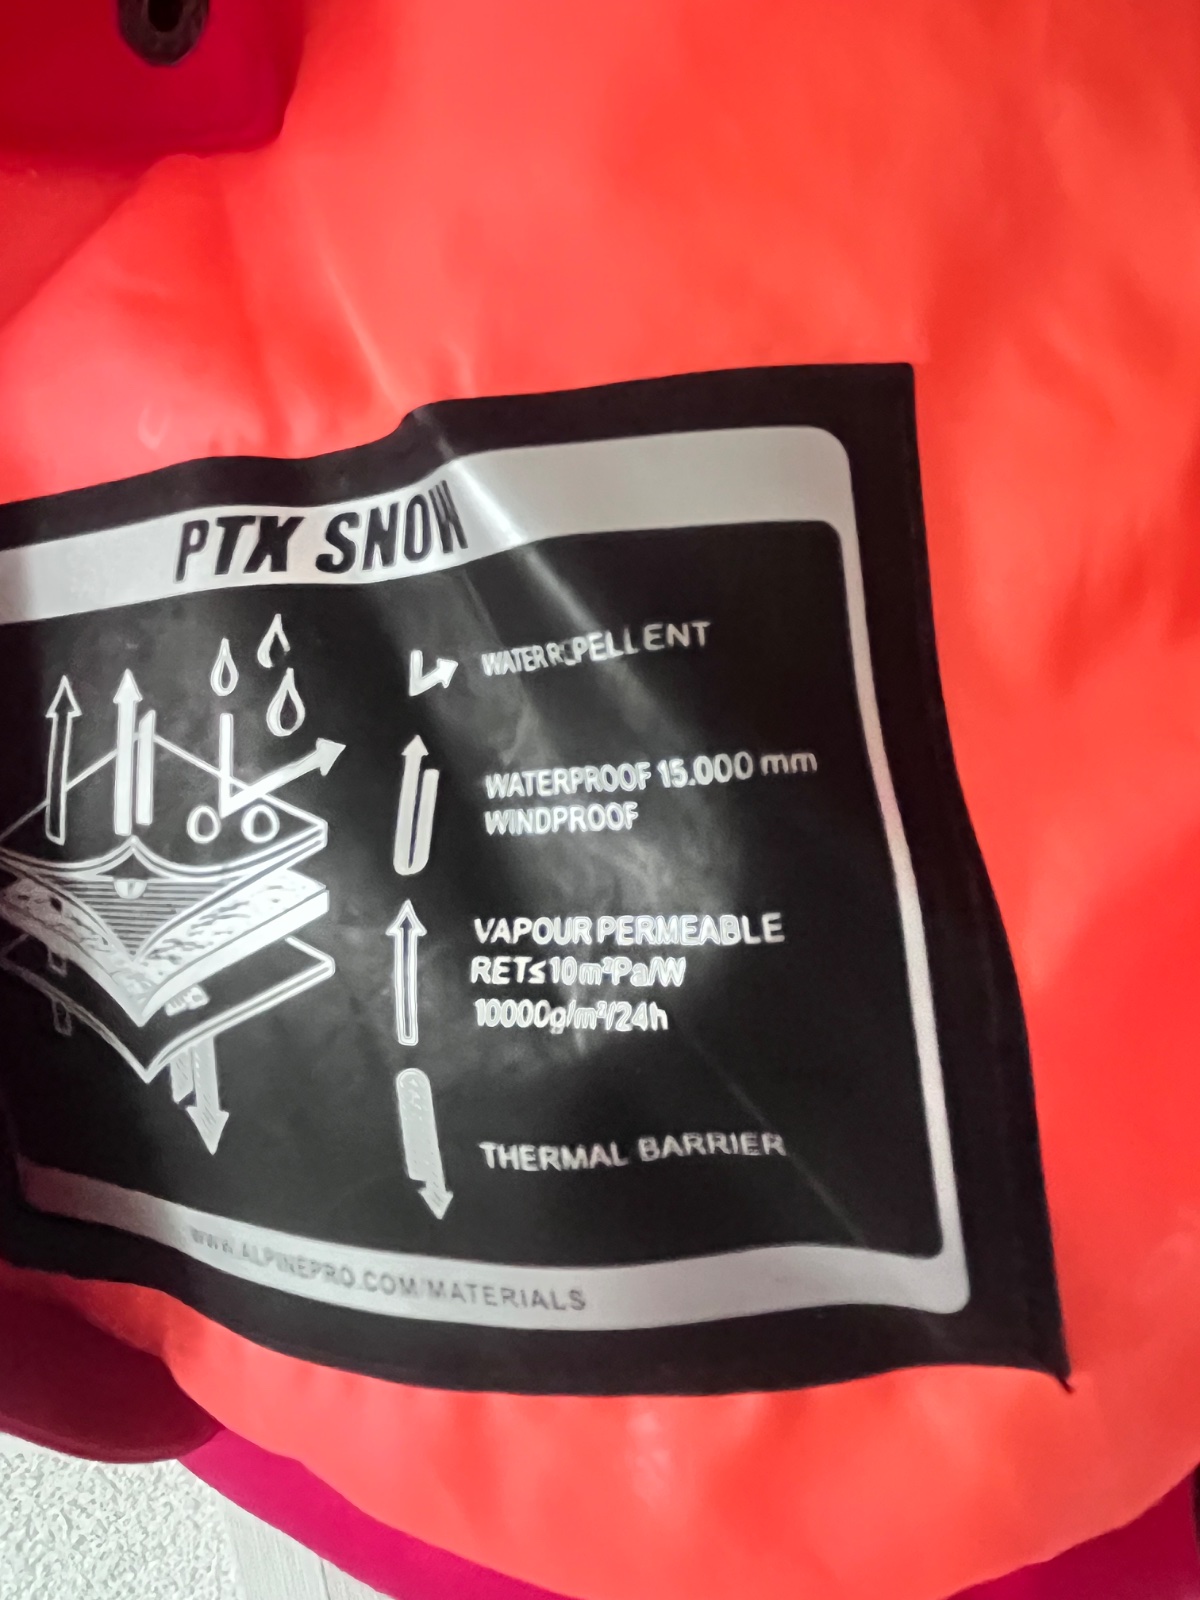 PTX SNOW
WATER REPELLENT
WATERPROOF 15.000 mm
WINDPROOF
VAPOUR PERMEABLE
RET≤10m²Pa/W
10000g/m²/24h
THERMAL BARRIER
WWW.ALPINEPRO.COM/MATERIALS